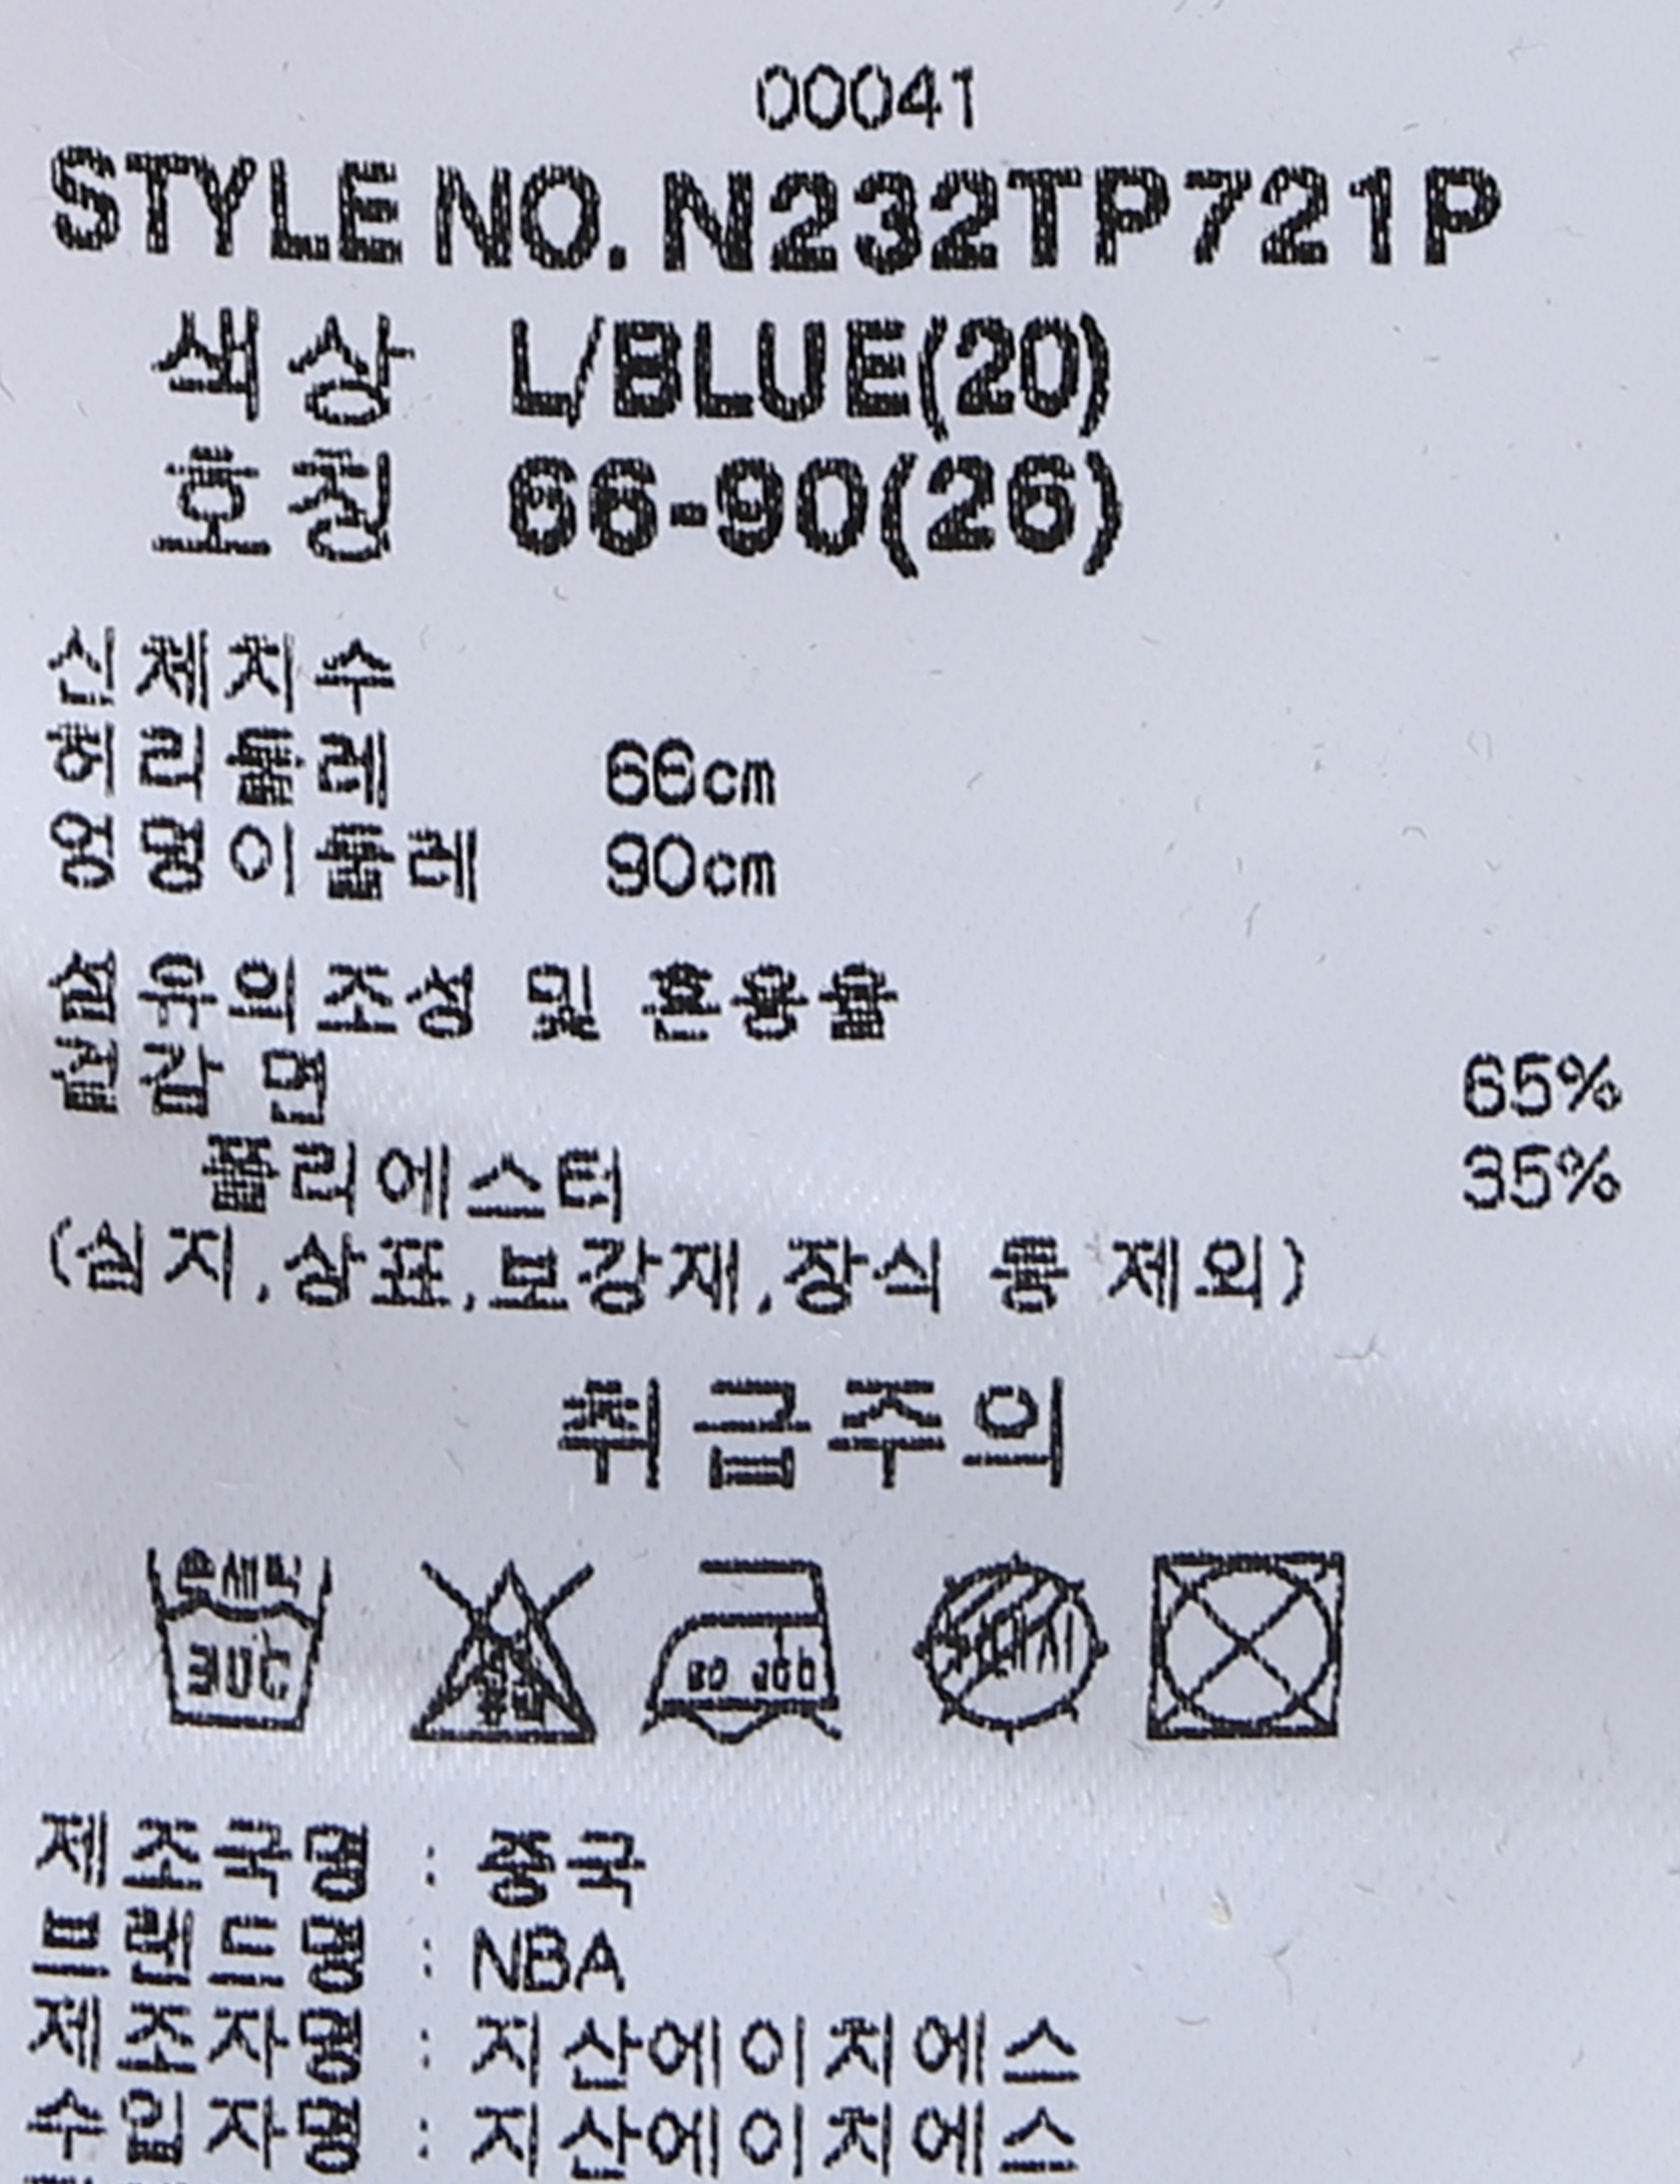 00041
STYLE NO. N232TP721P
색상 L/BLUE(20)
호칭 66-90(26)
신체치수
허리둘레 66cm
엉덩이둘레 90cm
섬유의조성 및 혼용율
겉감 면 65%
폴리에스터 35%
(심지,상표,보강재,장식 등 제외)
취급주의
손세탁
30℃
제조국명 : 중국
브랜드명 : NBA
제조자명 : 지산에이치에스
수입자명 : 지산에이치에스